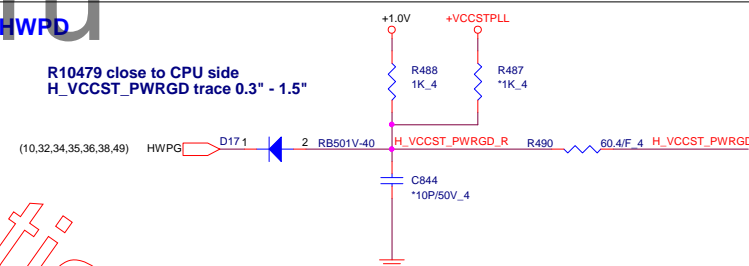 HWPD
+1.0V +VCCSTPLL
R10479 close to CPU side
H_VCCST_PWRGD trace 0.3" - 1.5"
R488
1K_4
R487
*1K_4
(10,32,34,35,36,38,49) HWPG D17 1 2 RB501V-40 H_VCCST_PWRGD_R R490 60.4/F_4 H_VCCST_PWRGD
C844
*10P/50V_4